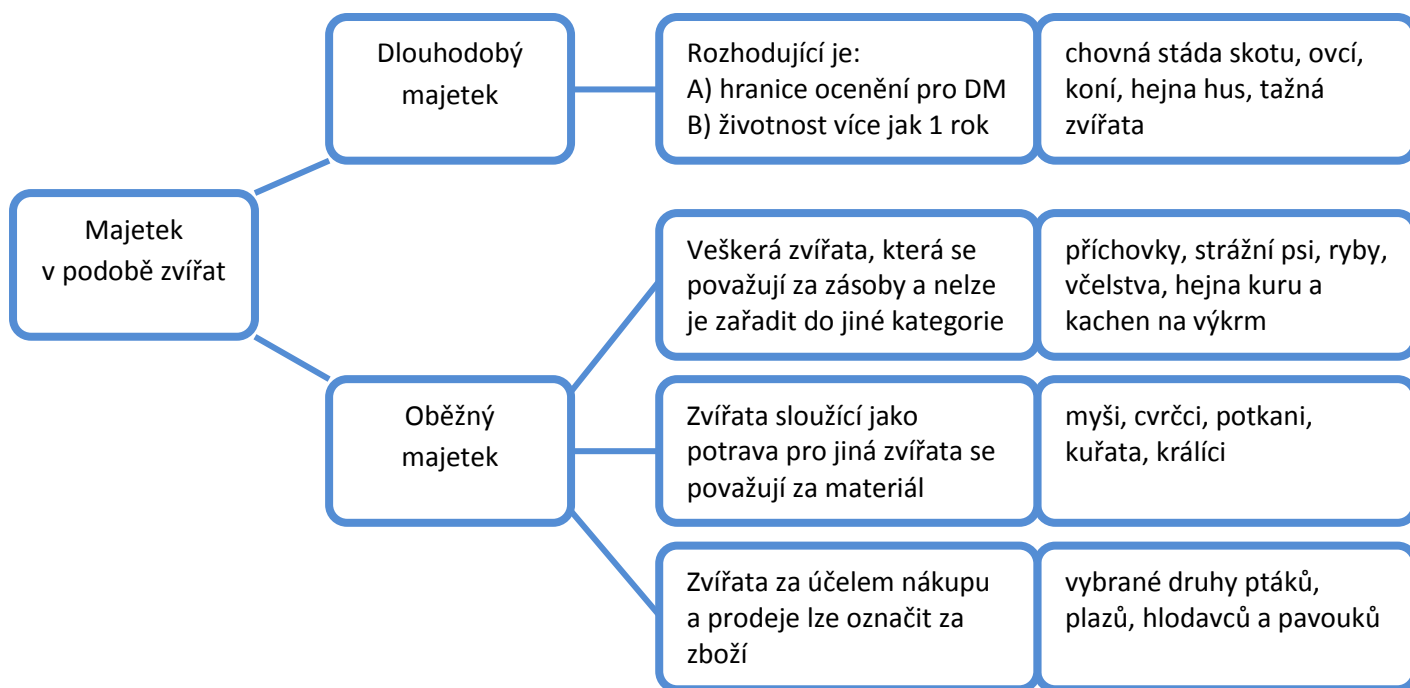 Majetek
v podobě zvířat
Dlouhodobý
majetek
Rozhodující je:
A) hranice ocenění pro DM
B) životnost více jak 1 rok
chovná stáda skotu, ovcí,
koní, hejna hus, tažná
zvířata
Oběžný
majetek
Veškerá zvířata, která se
považují za zásoby a nelze
je zařadit do jiné kategorie
příchovky, strážní psi, ryby,
včelstva, hejna kuru a
kachen na výkrm
Zvířata sloužící jako
potrava pro jiná zvířata se
považují za materiál
myši, cvrčci, potkani,
kuřata, králíci
Zvířata za účelem nákupu
a prodeje lze označit za
zboží
vybrané druhy ptáků,
plazů, hlodavců a pavouků